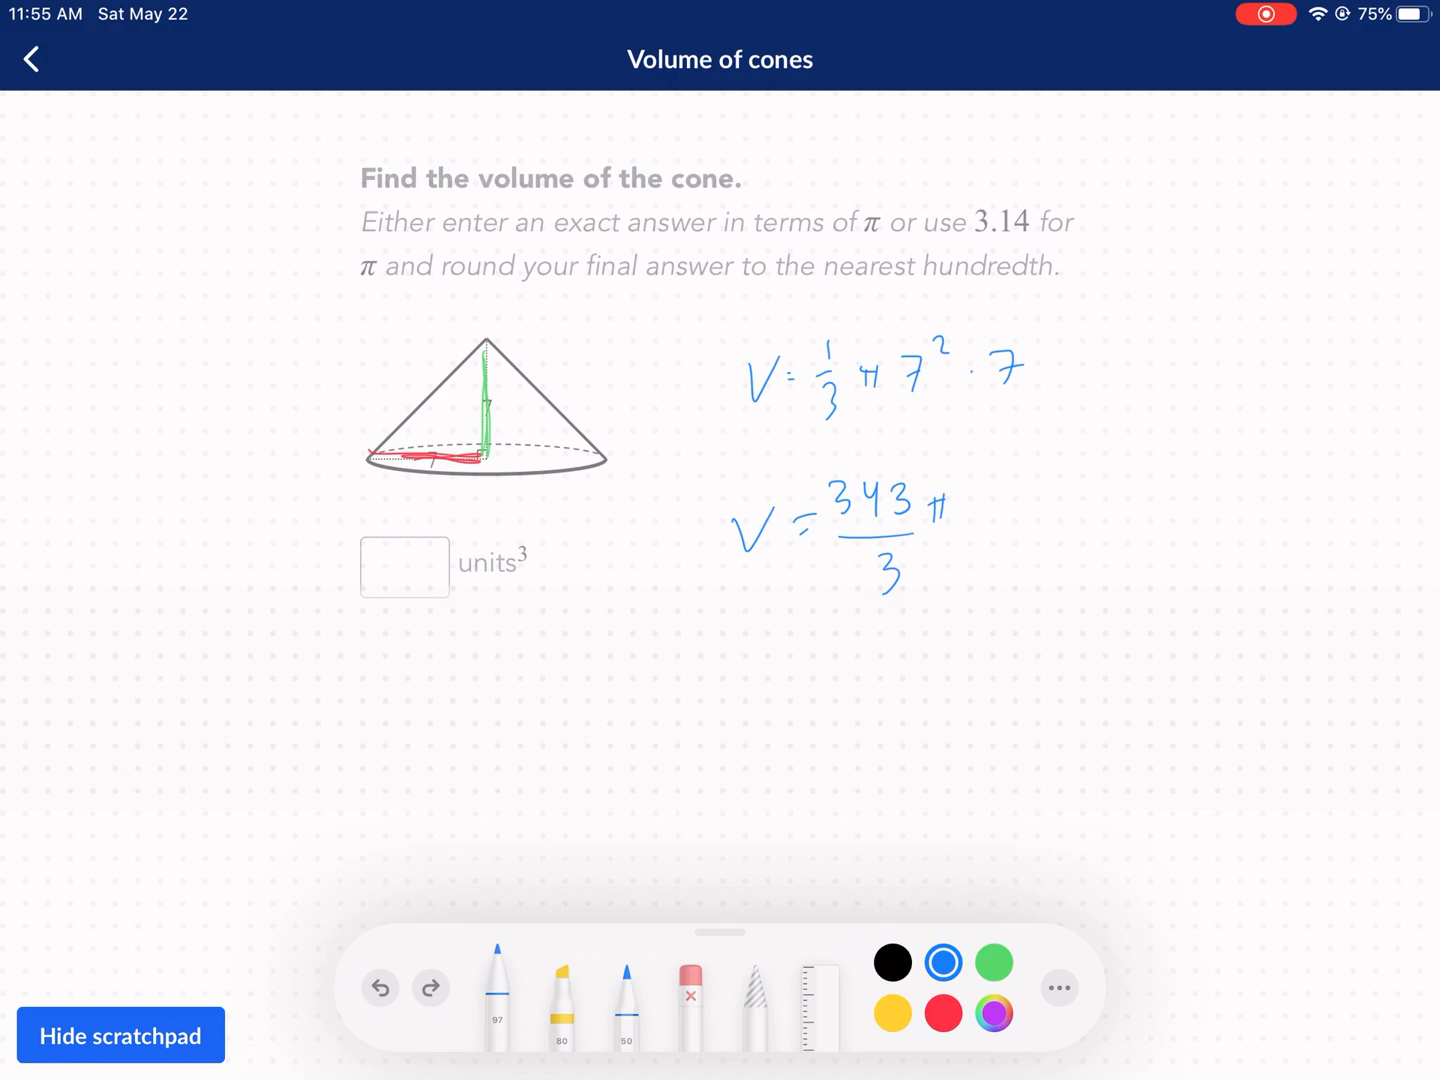 11:55 AM Sat May 22
75%
Volume of cones
Find the volume of the cone.
Either enter an exact answer in terms of π or use 3.14 for
π and round your final answer to the nearest hundredth.
V = 1/3 π 7² · 7
7
7
V = 343/3 π
units³
97
80
50
Hide scratchpad